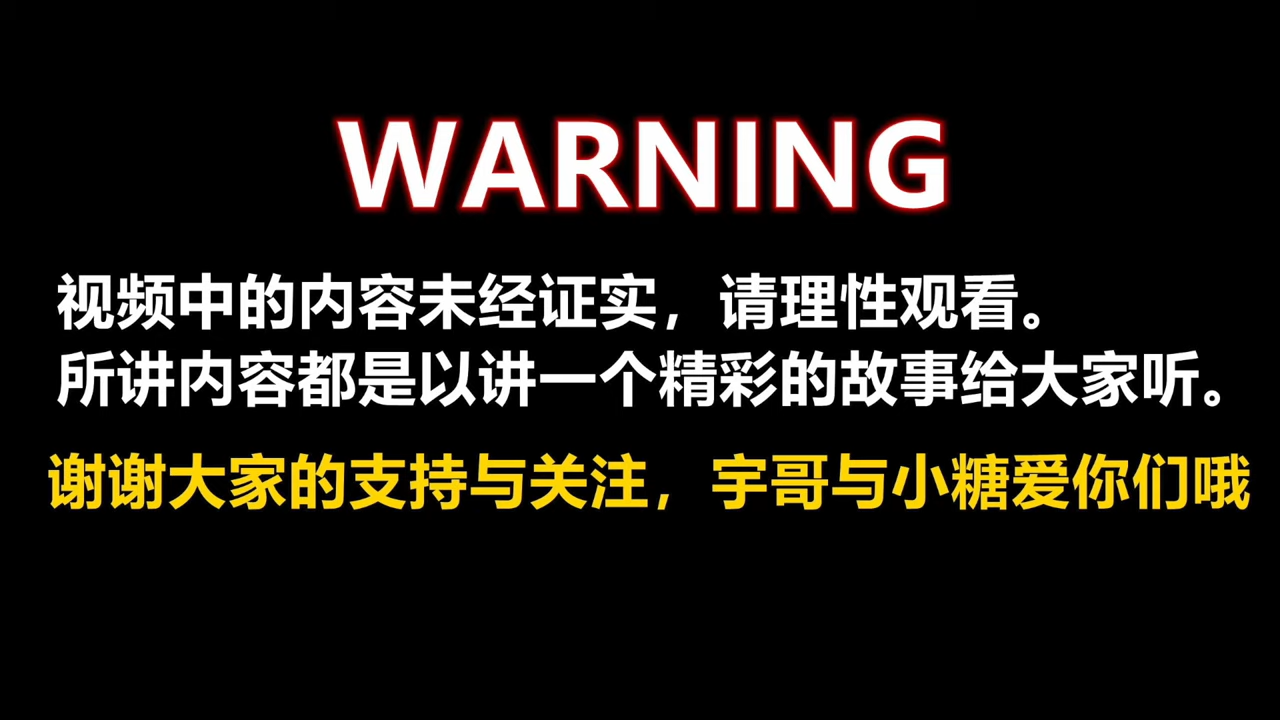 WARNING
视频中的内容未经证实，请理性观看。
所讲内容都是以讲一个精彩的故事给大家听。
谢谢大家的支持与关注，宇哥与小糖爱你们哦